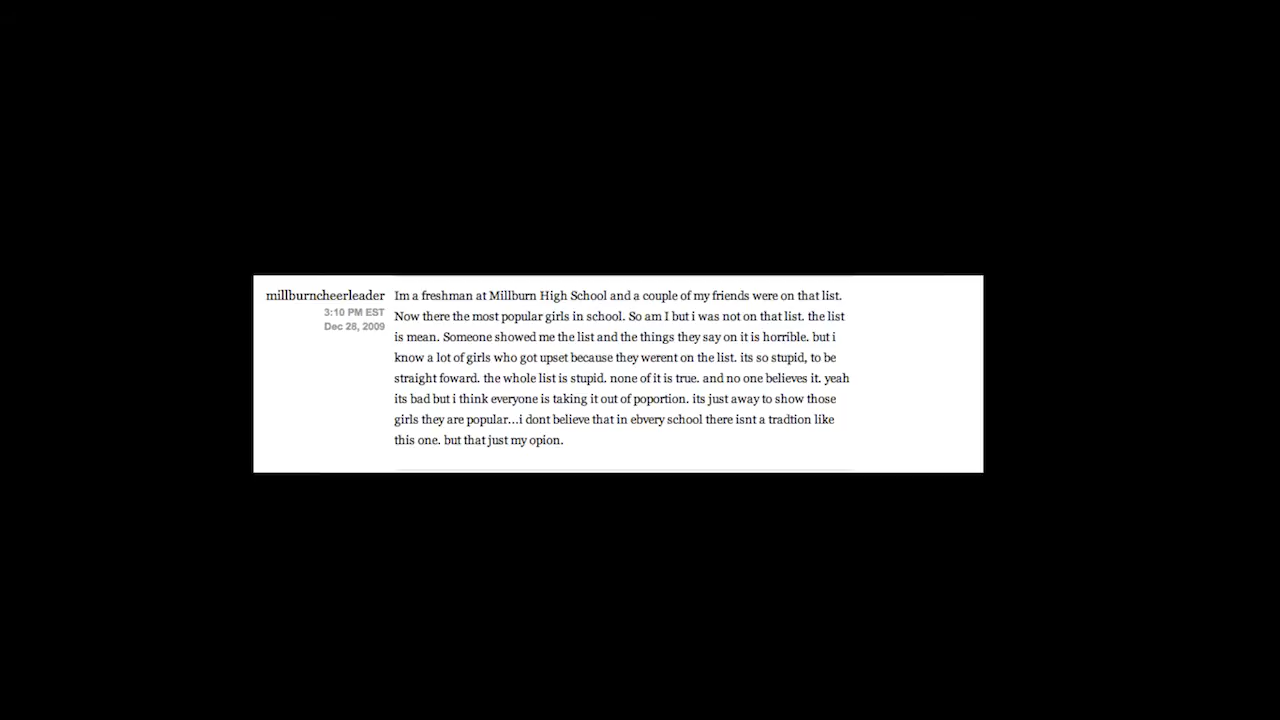 millburncheerleader
3:10 PM EST
Dec 28, 2009
Im a freshman at Millburn High School and a couple of my friends were on that list.
Now there the most popular girls in school. So am I but i was not on that list. the list
is mean. Someone showed me the list and the things they say on it is horrible. but i
know a lot of girls who got upset because they werent on the list. its so stupid, to be
straight foward. the whole list is stupid. none of it is true. and no one believes it. yeah
its bad but i think everyone is taking it out of poportion. its just away to show those
girls they are popular...i dont believe that in ebvery school there isnt a tradtion like
this one. but that just my opion.